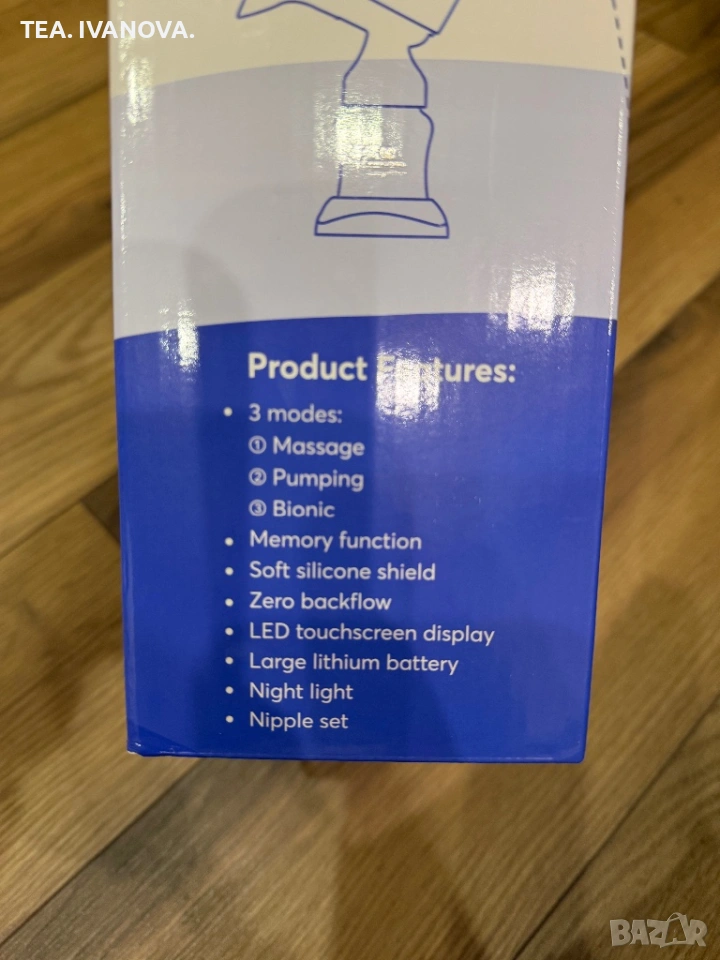 TEA. IVANOVA.
Product Features:
• 3 modes:
① Massage
② Pumping
③ Bionic
• Memory function
• Soft silicone shield
• Zero backflow
• LED touchscreen display
• Large lithium battery
• Night light
• Nipple set
BAZAR